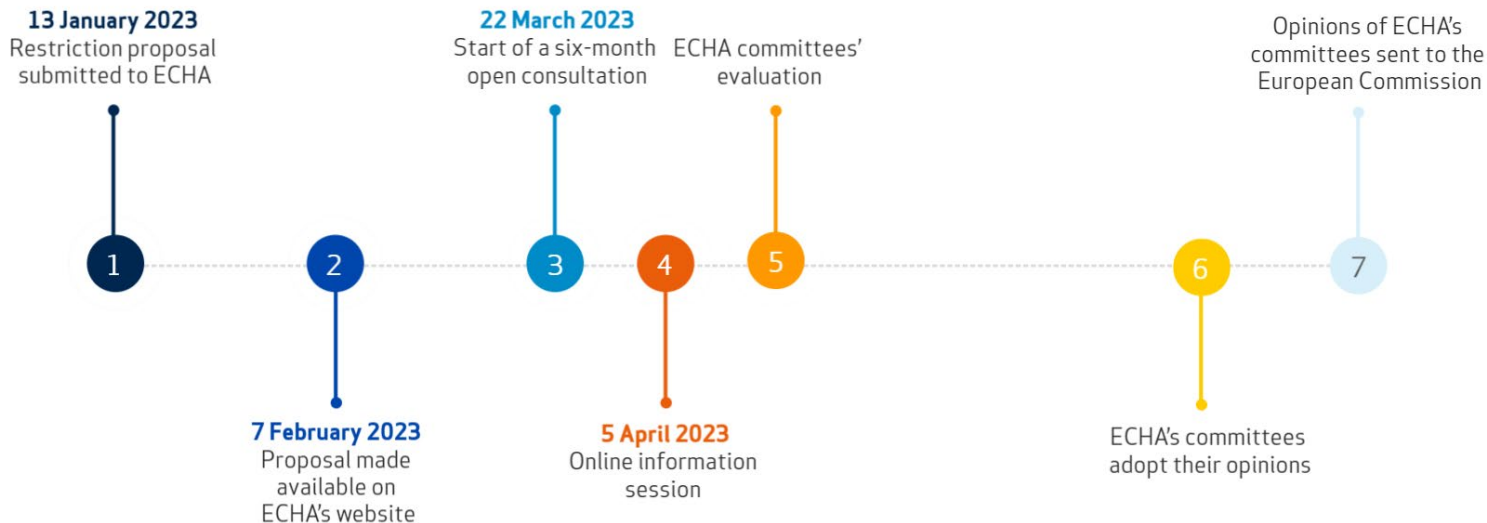 13 January 2023
Restriction proposal
submitted to ECHA
1
7 February 2023
Proposal made
available on
ECHA's website
2
22 March 2023
Start of a six-month
open consultation
3
5 April 2023
Online information
session
4
ECHA committees'
evaluation
5
ECHA's committees
adopt their opinions
6
Opinions of ECHA's
committees sent to the
European Commission
7